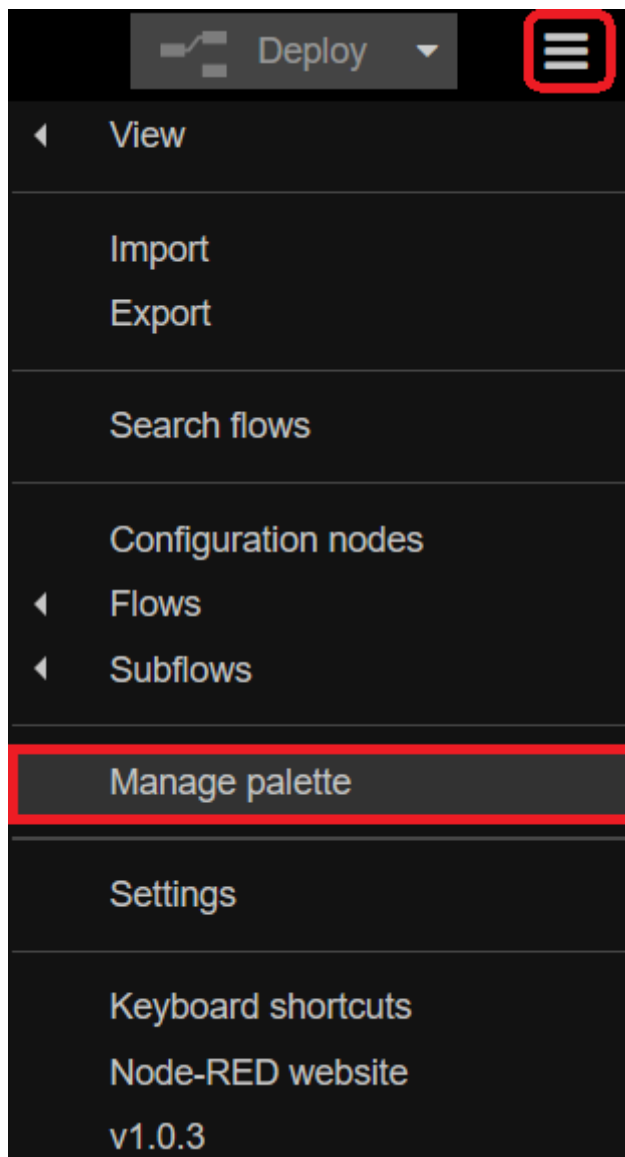 Deploy
View
Import
Export
Search flows
Configuration nodes
Flows
Subflows
Manage palette
Settings
Keyboard shortcuts
Node-RED website
v1.0.3